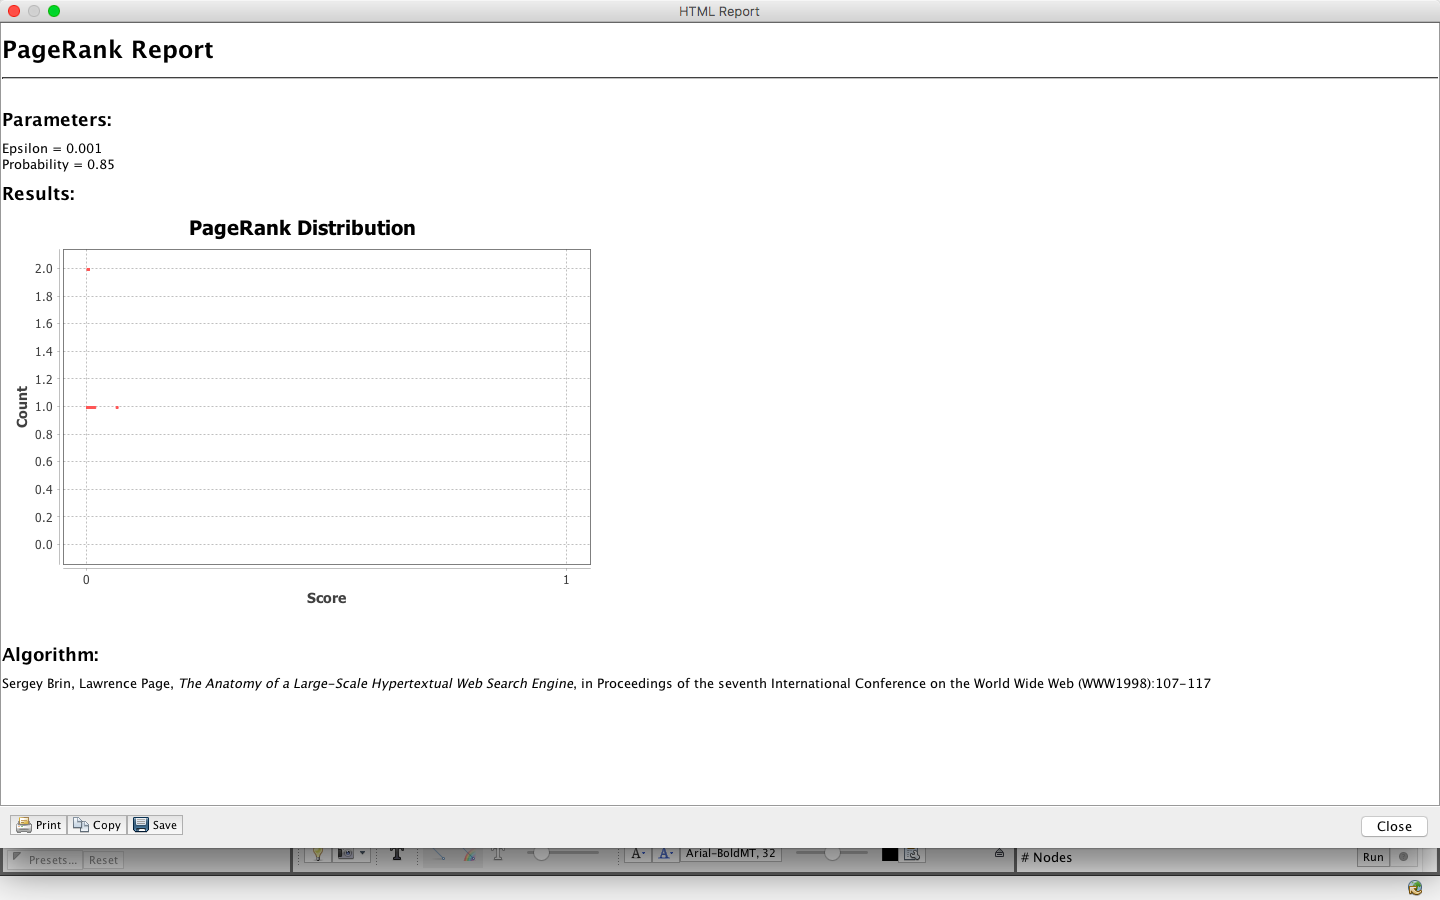 HTML Report
PageRank Report
Parameters:
Epsilon = 0.001
Probability = 0.85
Results:
PageRank Distribution
2.0
1.8
1.6
1.4
1.2
1.0
0.8
0.6
0.4
0.2
0.0
Count
0 1
Score
Algorithm:
Sergey Brin, Lawrence Page, The Anatomy of a Large-Scale Hypertextual Web Search Engine, in Proceedings of the seventh International Conference on the World Wide Web (WWW1998):107-117
Print Copy Save
Close
Presets... Reset
T T A- A- Arial-BoldMT, 32
# Nodes Run